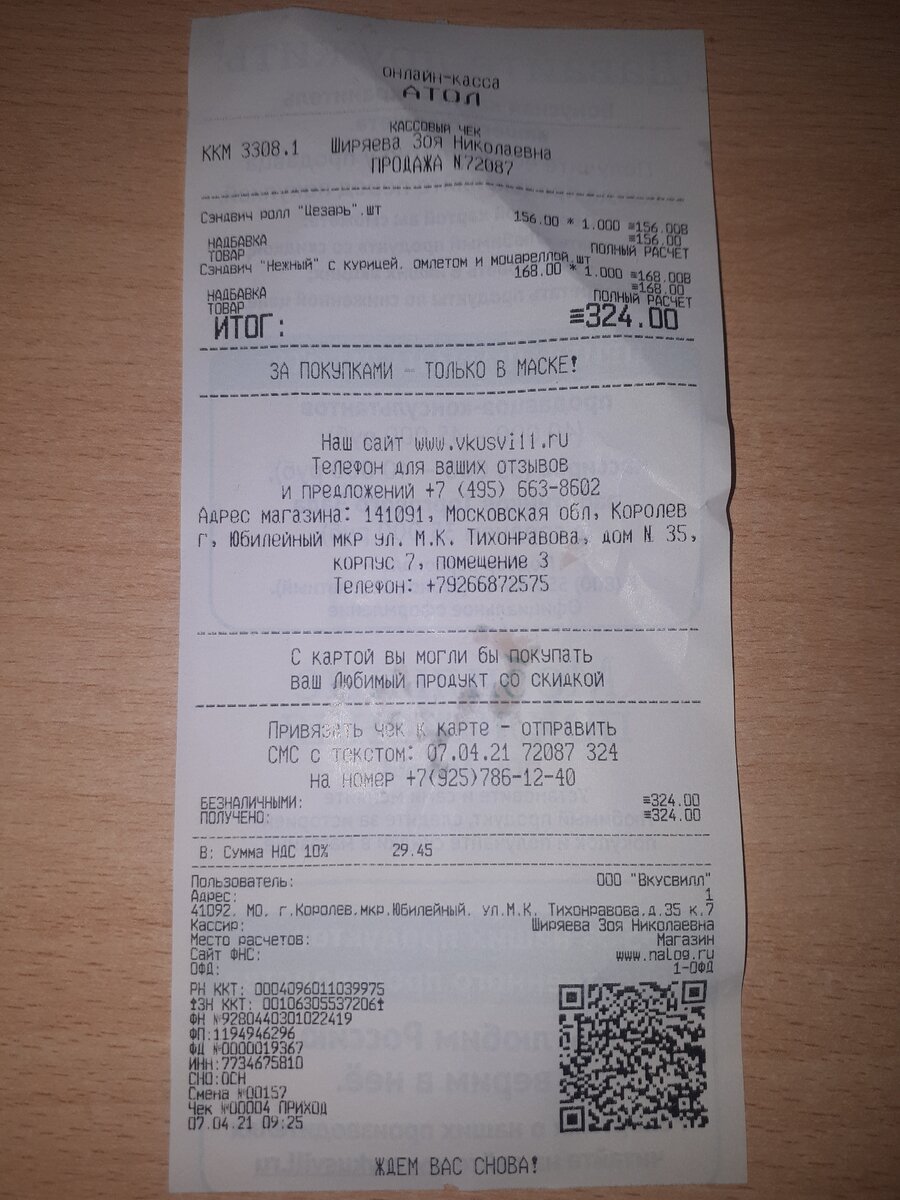 ОНЛАЙН-КАССА
АТОЛ
КАССОВЫЙ ЧЕК
ККМ 3308.1 Ширяева Зоя Николаевна
ПРОДАЖА N72087
Сэндвич ролл "Цезарь",шт
156.00 * 1.000 ≡156.00В
НАДБАВКА ≡156.00
ТОВАР ПОЛНЫЙ РАСЧЕТ
Сэндвич "Нежный" с курицей, омлетом и моцареллой,шт
168.00 * 1.000 ≡168.00В
НАДБАВКА ≡168.00
ТОВАР ПОЛНЫЙ РАСЧЕТ
ИТОГ: ≡324.00
ЗА ПОКУПКАМИ - ТОЛЬКО В МАСКЕ!
Наш сайт www.vkusvill.ru
Телефон для ваших отзывов
и предложений +7 (495) 663-8602
Адрес магазина: 141091, Московская обл, Королев
г, Юбилейный мкр ул. М.К. Тихонравова, дом № 35,
корпус 7, помещение 3
Телефон: +79266872575
С картой вы могли бы покупать
ваш Любимый продукт со скидкой
Привязать чек к карте - отправить
СМС с текстом: 07.04.21 72087 324
на номер +7(925)786-12-40
БЕЗНАЛИЧНЫМИ: ≡324.00
ПОЛУЧЕНО: ≡324.00
В: Сумма НДС 10% 29.45
Пользователь: ООО "Вкусвилл"
Адрес: 1
41092, МО, г.Королев,мкр.Юбилейный, ул.М.К. Тихонравова,д.35 к.7
Кассир: Ширяева Зоя Николаевна
Место расчетов: Магазин
Сайт ФНС: www.nalog.ru
ОФД: 1-ОФД
РН ККТ: 0004096011039975
ЗН ККТ: 00106305537206
ФН №9280440301022419
ФП:1194946296
ФД №0000019367
ИНН:7734675810
СНО:ОСН
Смена №00157
Чек №00004 ПРИХОД
07.04.21 09:25
ЖДЕМ ВАС СНОВА!